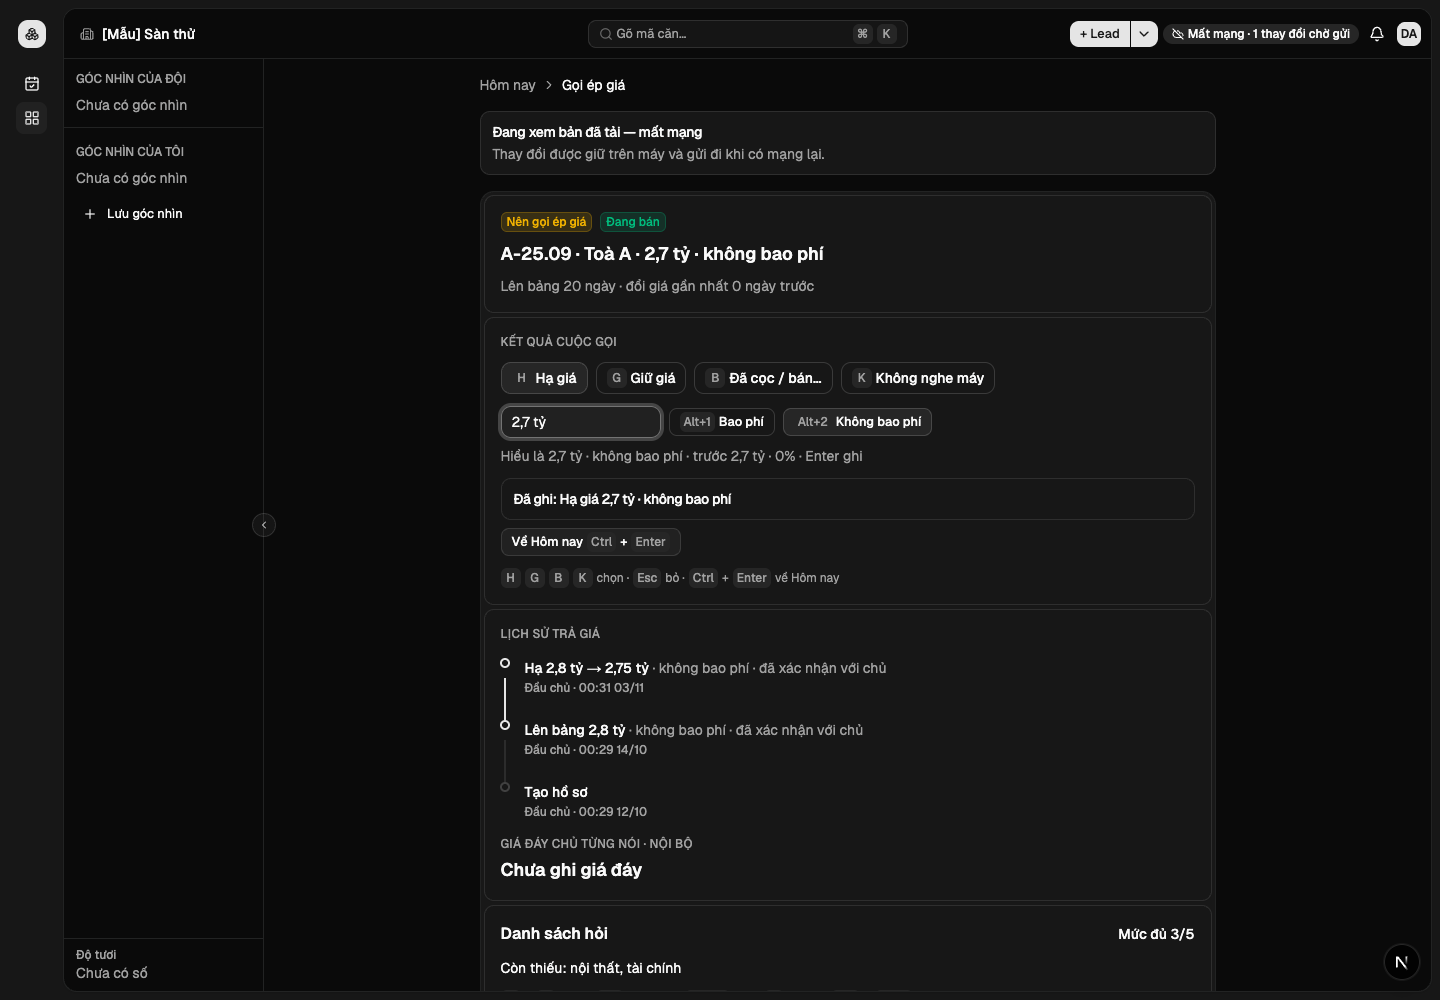 [Mẫu] Sàn thử
Gõ mã căn...
⌘ K
+ Lead
Mất mạng · 1 thay đổi chờ gửi
DA
GÓC NHÌN CỦA ĐỘI
Chưa có góc nhìn
GÓC NHÌN CỦA TÔI
Chưa có góc nhìn
+ Lưu góc nhìn
Độ tươi
Chưa có số
Hôm nay > Gọi ép giá
Đang xem bản đã tải — mất mạng
Thay đổi được giữ trên máy và gửi đi khi có mạng lại.
Nên gọi ép giá Đang bán
A-25.09 · Toà A · 2,7 tỷ · không bao phí
Lên bảng 20 ngày · đổi giá gần nhất 0 ngày trước
KẾT QUẢ CUỘC GỌI
H Hạ giá G Giữ giá B Đã cọc / bán... K Không nghe máy
2,7 tỷ Alt+1 Bao phí Alt+2 Không bao phí
Hiểu là 2,7 tỷ · không bao phí · trước 2,7 tỷ · 0% · Enter ghi
Đã ghi: Hạ giá 2,7 tỷ · không bao phí
Về Hôm nay Ctrl + Enter
H G B K chọn · Esc bỏ · Ctrl + Enter về Hôm nay
LỊCH SỬ TRẢ GIÁ
Hạ 2,8 tỷ → 2,75 tỷ · không bao phí · đã xác nhận với chủ
Đầu chủ · 00:31 03/11
Lên bảng 2,8 tỷ · không bao phí · đã xác nhận với chủ
Đầu chủ · 00:29 14/10
Tạo hồ sơ
Đầu chủ · 00:29 12/10
GIÁ ĐÁY CHỦ TỪNG NÓI · NỘI BỘ
Chưa ghi giá đáy
Danh sách hỏi
Mức đủ 3/5
Còn thiếu: nội thất, tài chính
N